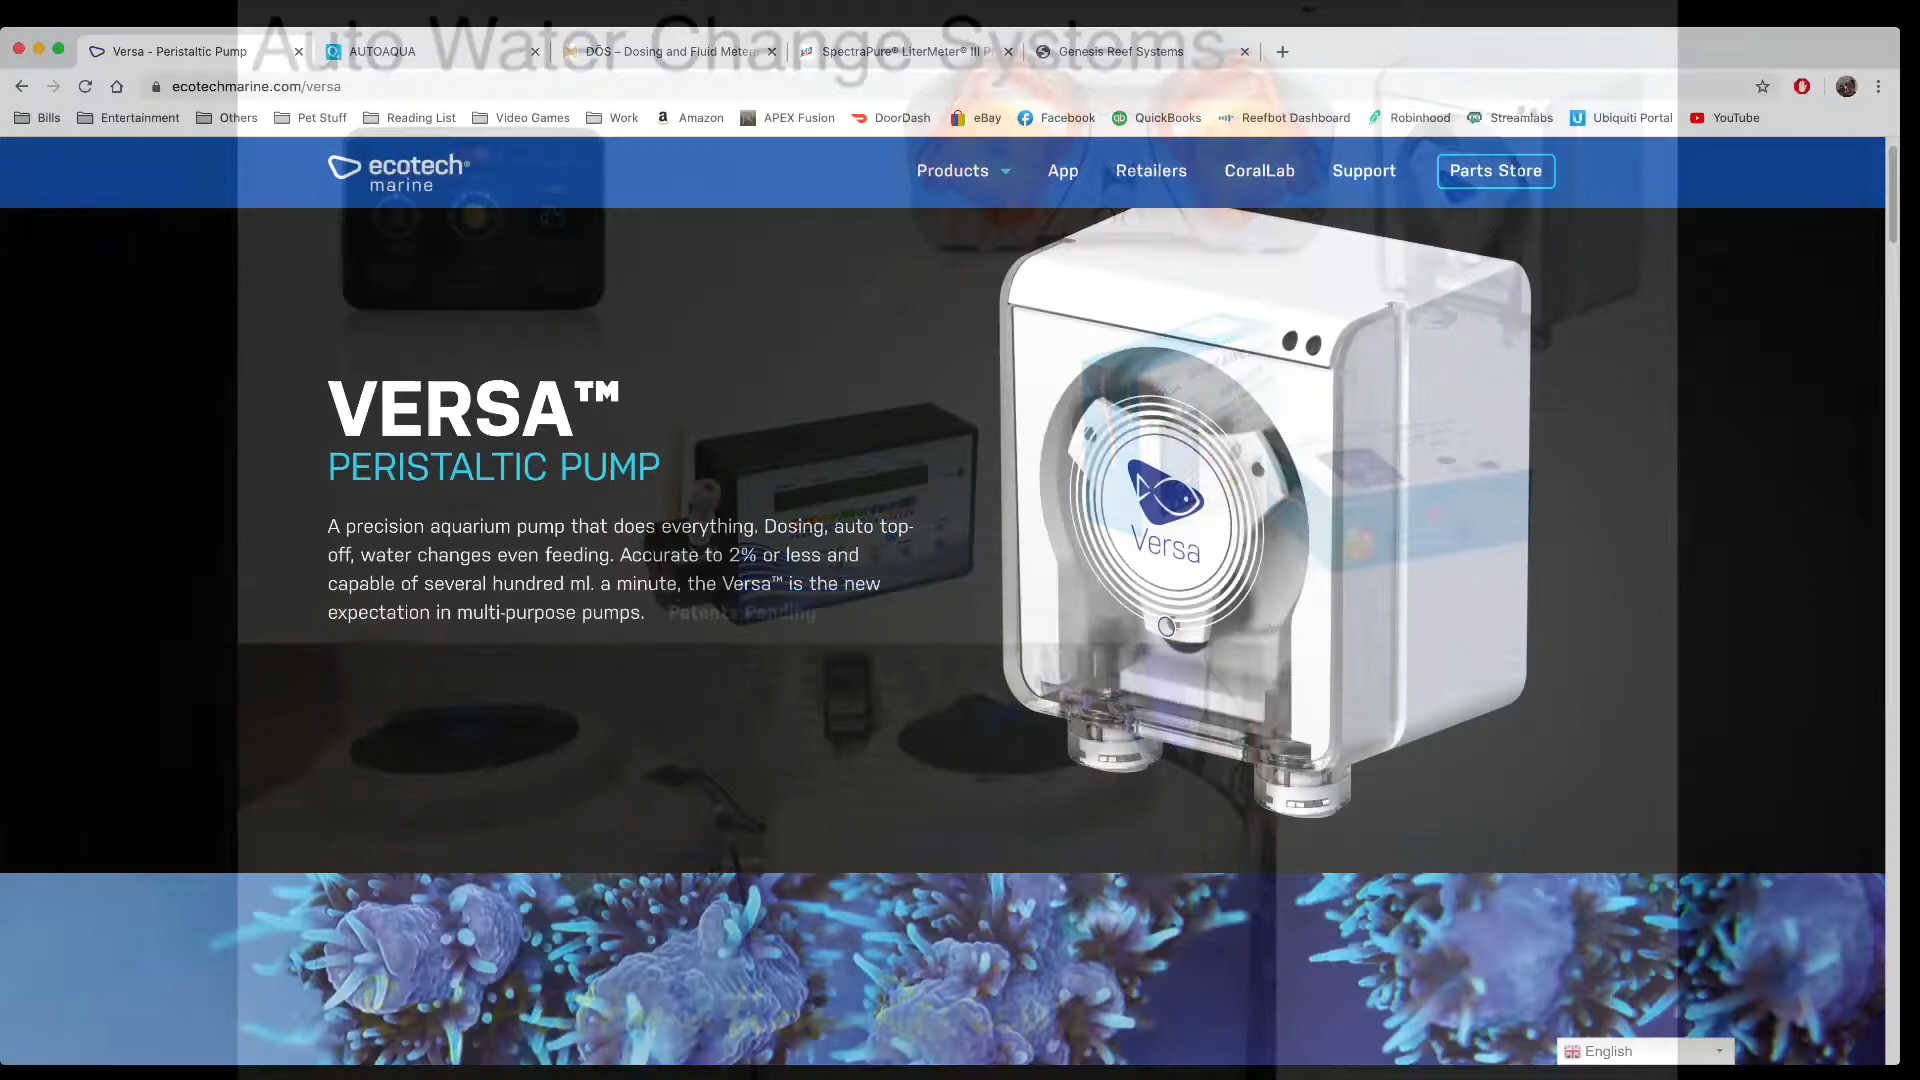 Auto Water Change Systems
Versa - Peristaltic Pump
AUTOAQUA
DŌS – Dosing and Fluid Meterin
SpectraPure® LiterMeter® III P
Genesis Reef Systems
ecotechmarine.com/versa
Bills
Entertainment
Others
Pet Stuff
Reading List
Video Games
Work
Amazon
APEX Fusion
DoorDash
eBay
Facebook
QuickBooks
Reefbot Dashboard
Robinhood
Streamlabs
Ubiquiti Portal
YouTube
ecotech®
marine
Products
App
Retailers
CoralLab
Support
Parts Store
VERSA™
PERISTALTIC PUMP
A precision aquarium pump that does everything. Dosing, auto top-
off, water changes even feeding. Accurate to 2% or less and
capable of several hundred ml. a minute, the Versa™ is the new
expectation in multi-purpose pumps.
Patents Pending
Versa
English